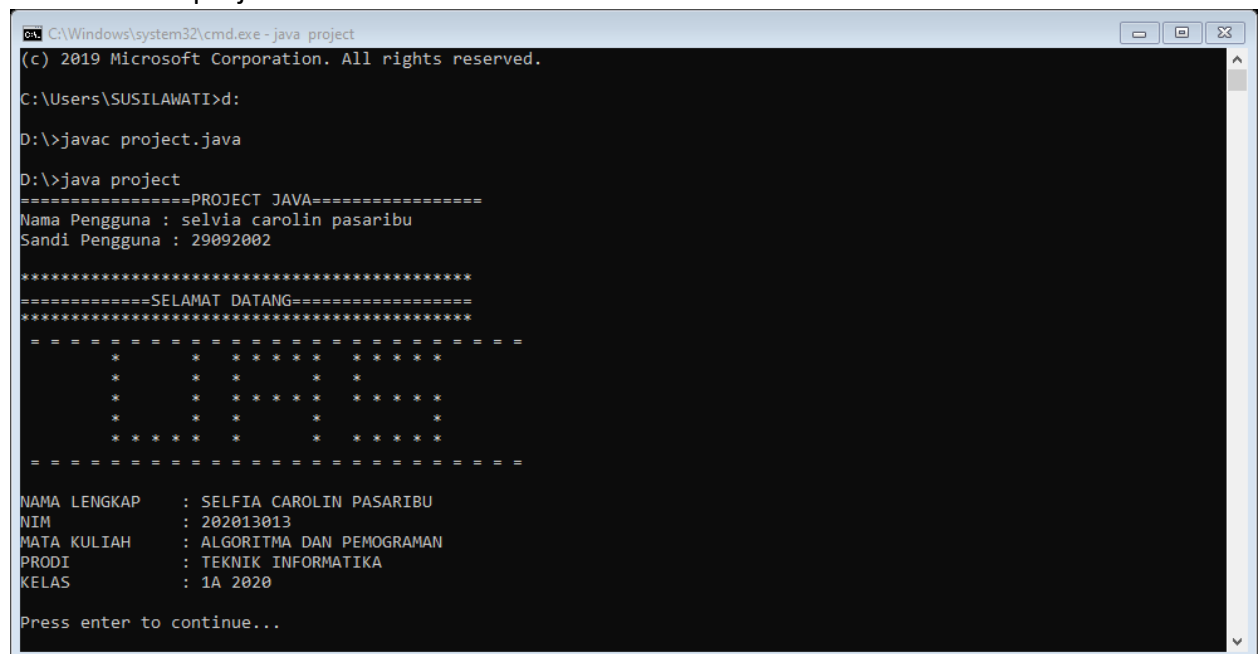 C:\Windows\system32\cmd.exe - java project
(c) 2019 Microsoft Corporation. All rights reserved.
C:\Users\SUSILAWATI>d:
D:\>javac project.java
D:\>java project
=================PROJECT JAVA=================
Nama Pengguna : selvia carolin pasaribu
Sandi Pengguna : 29092002
*********************************************
=============SELAMAT DATANG==================
*********************************************
= = = = = = = = = = = = = = = = = = = = = = = = =
        *       *   * * * * *   * * * * *
        *       *   *       *   *
        *       *   * * * * *   * * * * *
        *       *   *       *           *
        * * * * *   *       *   * * * * *
= = = = = = = = = = = = = = = = = = = = = = = = =
NAMA LENGKAP : SELFIA CAROLIN PASARIBU
NIM : 202013013
MATA KULIAH : ALGORITMA DAN PEMOGRAMAN
PRODI : TEKNIK INFORMATIKA
KELAS : 1A 2020
Press enter to continue...